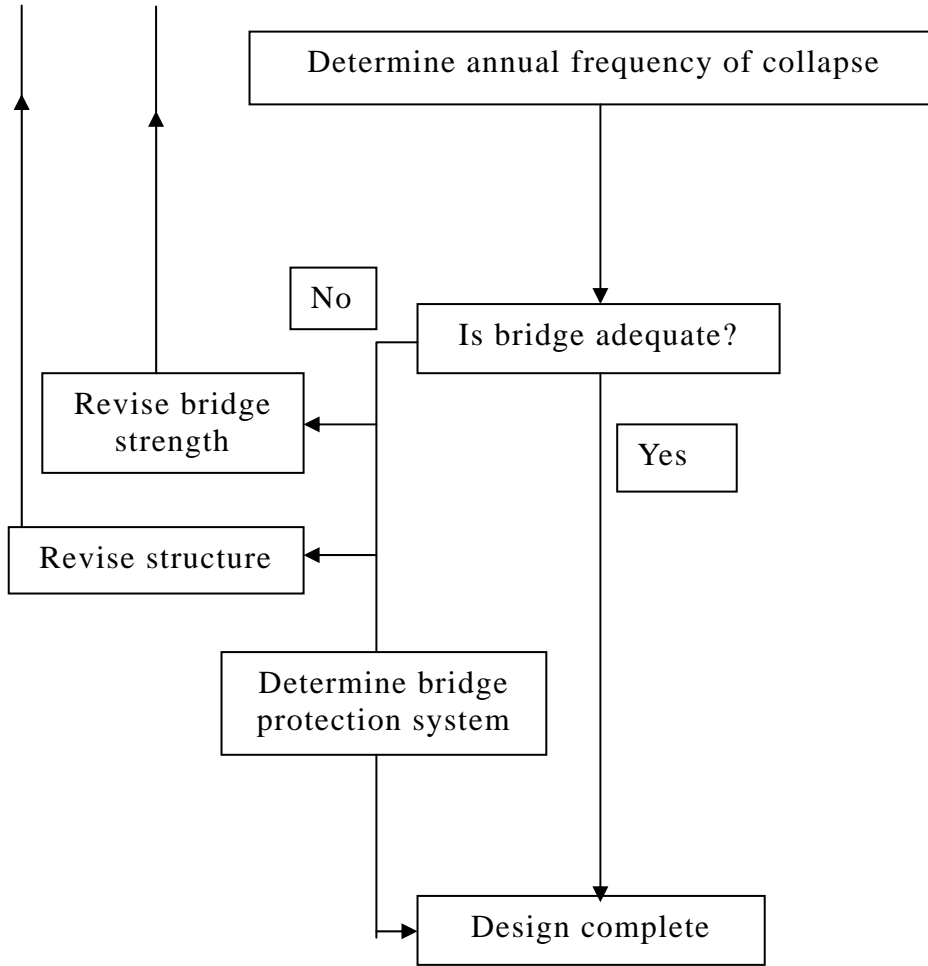 Determine annual frequency of collapse
No
Is bridge adequate?
Revise bridge
strength
Yes
Revise structure
Determine bridge
protection system
Design complete